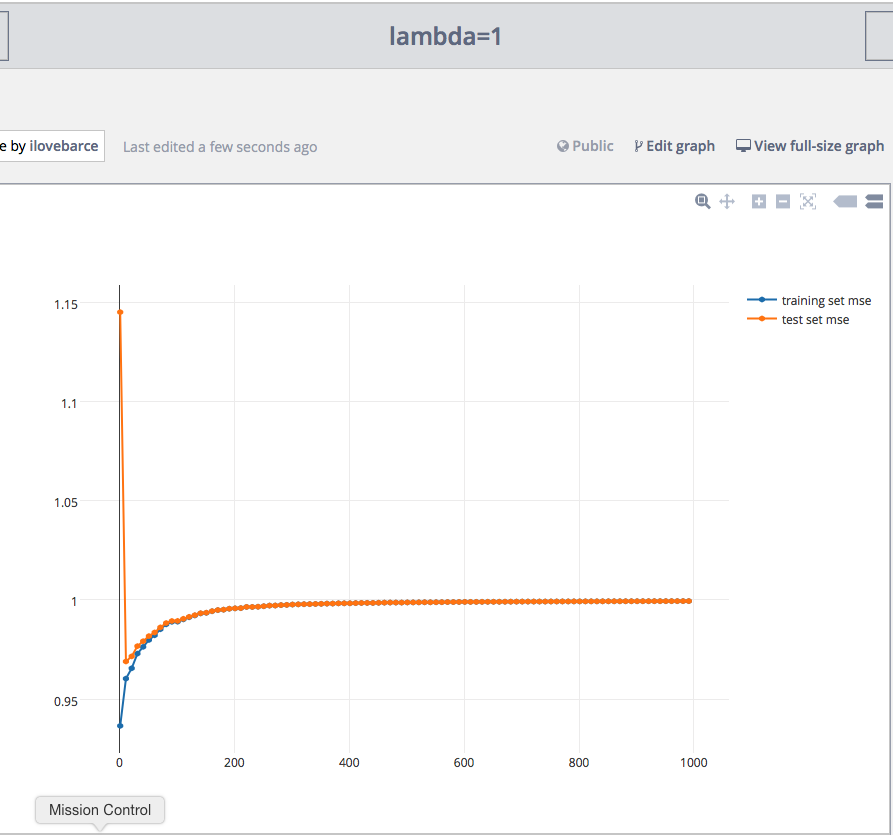 lambda=1
e by ilovebarce
Last edited a few seconds ago
Public
Edit graph
View full-size graph
training set mse
test set mse
1.15
1.1
1.05
1
0.95
0
200
400
600
800
1000
Mission Control